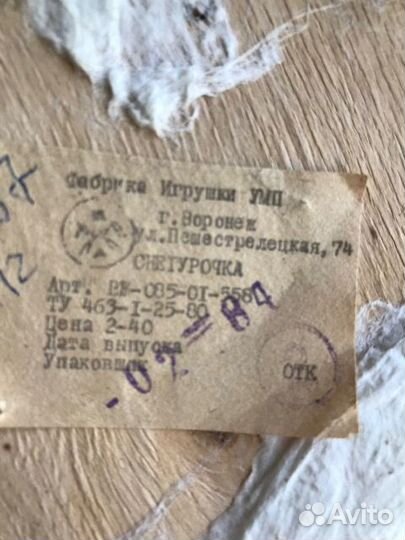 Фабрика Игрушки УМП
г. Воронеж
ул. Пешестрелецкая, 74
СНЕГУРОЧКА
Арт.
ТУ 463-1-25-80
Цена 2-40
Дата выпуска
Упаковщик
-02-84
ОТК
Avito